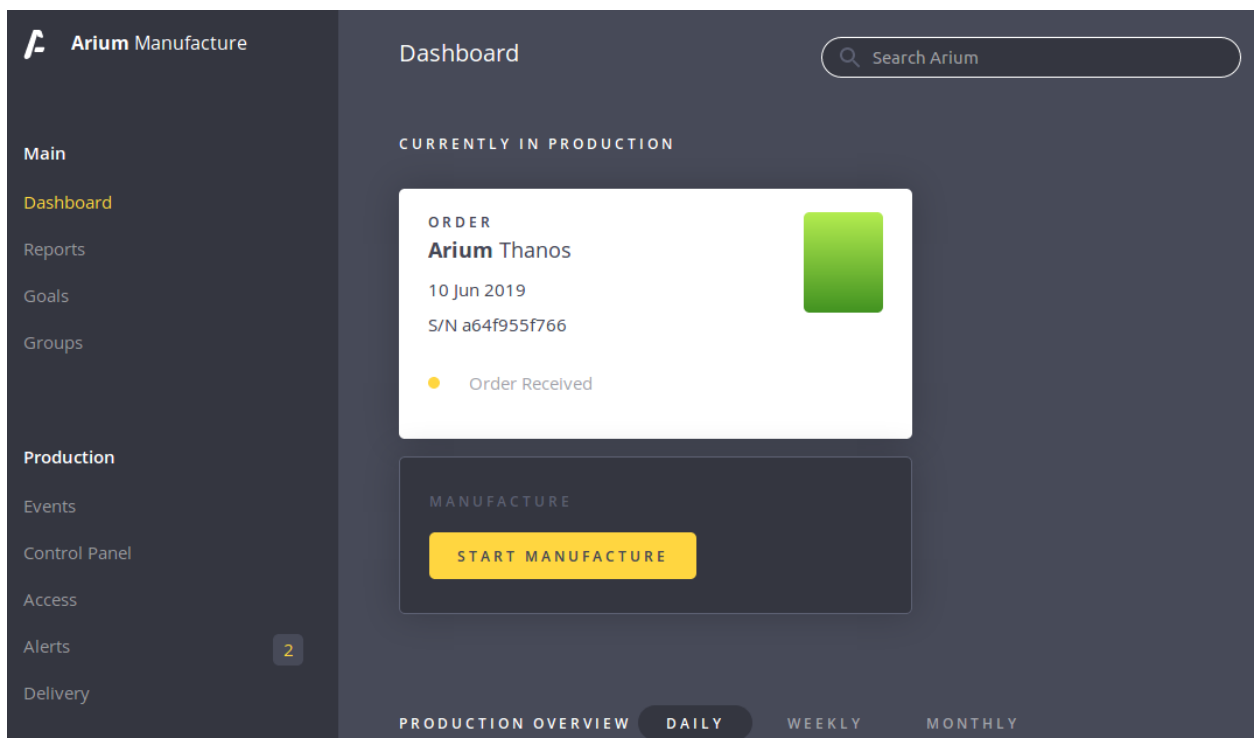 Arium Manufacture
Main
Dashboard
Reports
Goals
Groups
Production
Events
Control Panel
Access
Alerts 2
Delivery
Dashboard
Search Arium
CURRENTLY IN PRODUCTION
ORDER
Arium Thanos
10 Jun 2019
S/N a64f955f766
Order Received
MANUFACTURE
START MANUFACTURE
PRODUCTION OVERVIEW DAILY WEEKLY MONTHLY